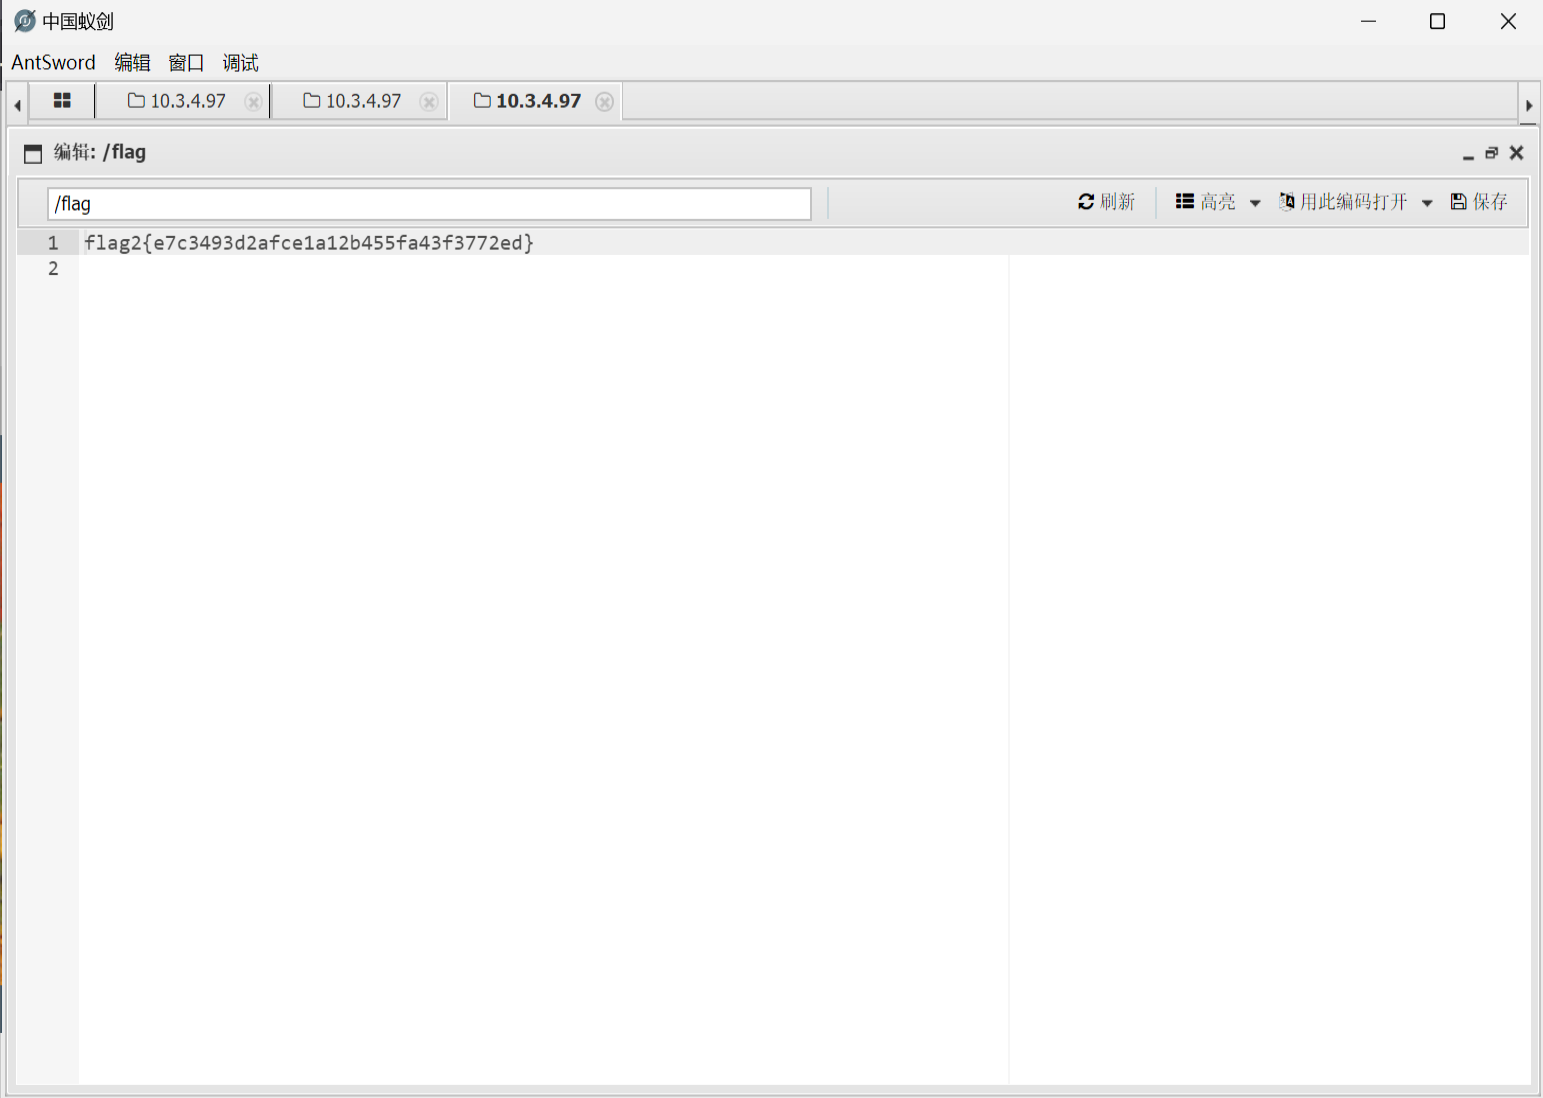 中国蚁剑
AntSword 编辑 窗口 调试
10.3.4.97 10.3.4.97 10.3.4.97
编辑: /flag
/flag 刷新 高亮 用此编码打开 保存
1 flag2{e7c3493d2afce1a12b455fa43f3772ed}
2